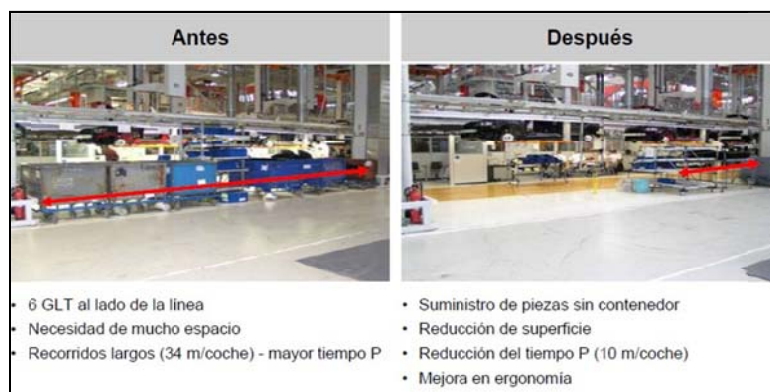 Antes
Después
• 6 GLT al lado de la línea
• Necesidad de mucho espacio
• Recorridos largos (34 m/coche) - mayor tiempo P
• Suministro de piezas sin contenedor
• Reducción de superficie
• Reducción del tiempo P (10 m/coche)
• Mejora en ergonomía